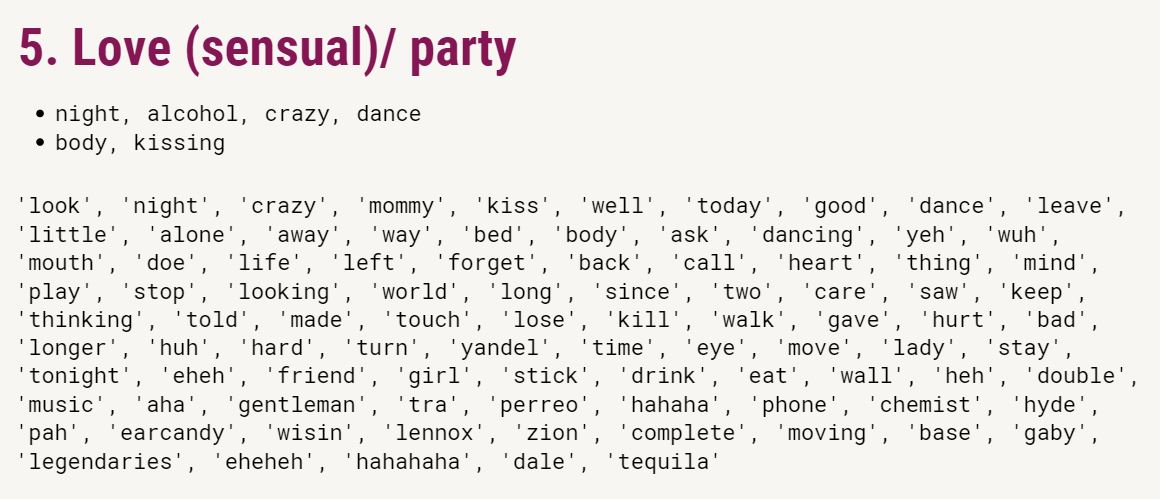 5. Love (sensual)/ party
• night, alcohol, crazy, dance
• body, kissing
'look', 'night', 'crazy', 'mommy', 'kiss', 'well', 'today', 'good', 'dance', 'leave',
'little', 'alone', 'away', 'way', 'bed', 'body', 'ask', 'dancing', 'yeh', 'wuh',
'mouth', 'doe', 'life', 'left', 'forget', 'back', 'call', 'heart', 'thing', 'mind',
'play', 'stop', 'looking', 'world', 'long', 'since', 'two', 'care', 'saw', 'keep',
'thinking', 'told', 'made', 'touch', 'lose', 'kill', 'walk', 'gave', 'hurt', 'bad',
'longer', 'huh', 'hard', 'turn', 'yandel', 'time', 'eye', 'move', 'lady', 'stay',
'tonight', 'eheh', 'friend', 'girl', 'stick', 'drink', 'eat', 'wall', 'heh', 'double',
'music', 'aha', 'gentleman', 'tra', 'perreo', 'hahaha', 'phone', 'chemist', 'hyde',
'pah', 'earcandy', 'wisin', 'lennox', 'zion', 'complete', 'moving', 'base', 'gaby',
'legendaries', 'eheheh', 'hahahaha', 'dale', 'tequila'